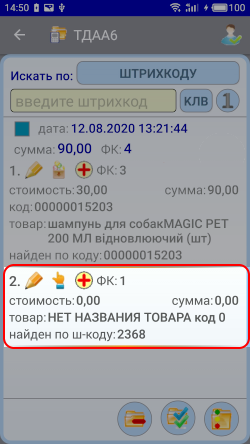 14:50 100
ТДАА6
Искать по: ШТРИХКОДУ
введите штрихкод КЛВ 1
дата: 12.08.2020 13:21:44
сумма: 90,00 ФК: 4
1. ФК: 3
стоимость: 30,00 сумма: 90,00
код: 00000015203
товар: шампунь для собакMAGIC PET
200 МЛ відновлюючий (шт)
найден по коду: 00000015203
2. ФК: 1
стоимость: 0,00 сумма: 0,00
товар: НЕТ НАЗВАНИЯ ТОВАРА код 0
найден по ш-коду: 2368